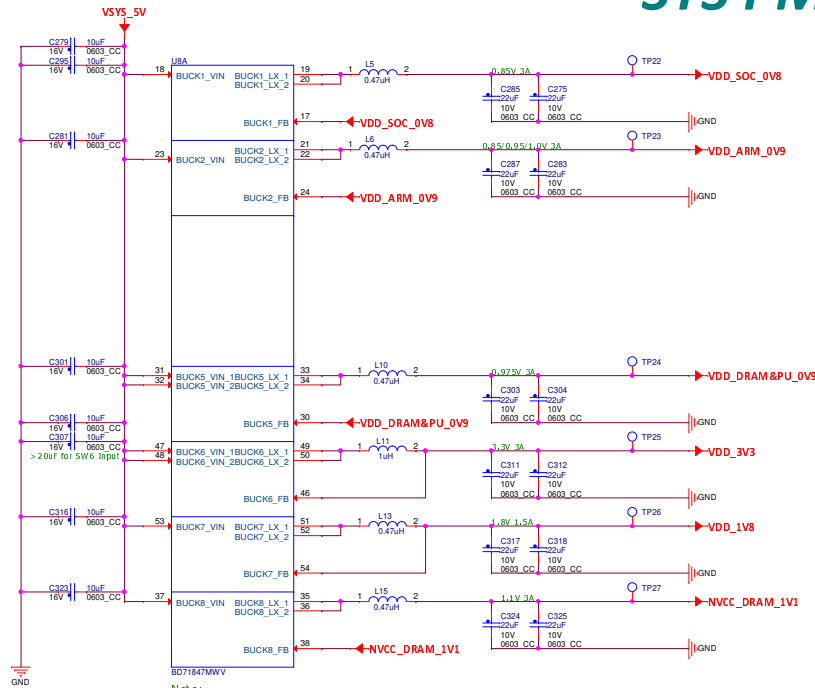 VSYS_5V
C279 10uF
16V 0603_CC
C295 10uF
16V 0603_CC
18 BUCK1_VIN
U8A
BUCK1_LX_1 19
BUCK1_LX_2 20
1 L5 2
0.47uH
0.85V 3A
TP22
VDD_SOC_0V8
C285 C275
22uF 22uF
10V 10V
0603_CC 0603_CC
GND
BUCK1_FB 17 VDD_SOC_0V8
C281 10uF
16V 0603_CC
23 BUCK2_VIN
BUCK2_LX_1 21
BUCK2_LX_2 22
1 L6 2
0.47uH
0.85/0.95/1.0V 3A
TP23
VDD_ARM_0V9
C287 C283
22uF 22uF
10V 10V
0603_CC 0603_CC
GND
BUCK2_FB 24 VDD_ARM_0V9
C301 10uF
16V 0603_CC
31 BUCK5_VIN_1 BUCK5_LX_1 33
32 BUCK5_VIN_2 BUCK5_LX_2 34
1 L10 2
0.47uH
0.975V 3A
TP24
VDD_DRAM&PU_0V9
C303 C304
22uF 22uF
10V 10V
0603_CC 0603_CC
GND
BUCK5_FB 30 VDD_DRAM&PU_0V9
C306 10uF
16V 0603_CC
C307 10uF
16V 0603_CC
>20uF for SW6 Input
47 BUCK6_VIN_1 BUCK6_LX_1 49
48 BUCK6_VIN_2 BUCK6_LX_2 50
1 L11 2
1uH
3.3V 3A
TP25
VDD_3V3
C311 C312
22uF 22uF
10V 10V
0603_CC 0603_CC
GND
BUCK6_FB 46
C316 10uF
16V 0603_CC
53 BUCK7_VIN
BUCK7_LX_1 51
BUCK7_LX_2 52
1 L13 2
0.47uH
1.8V 1.5A
TP26
VDD_1V8
C317 C318
22uF 22uF
10V 10V
0603_CC 0603_CC
GND
BUCK7_FB 54
C323 10uF
16V 0603_CC
37 BUCK8_VIN
BUCK8_LX_1 35
BUCK8_LX_2 36
1 L15 2
0.47uH
1.1V 3A
TP27
NVCC_DRAM_1V1
C324 C325
22uF 22uF
10V 10V
0603_CC 0603_CC
GND
BUCK8_FB 38 NVCC_DRAM_1V1
BD71847MWV
GND